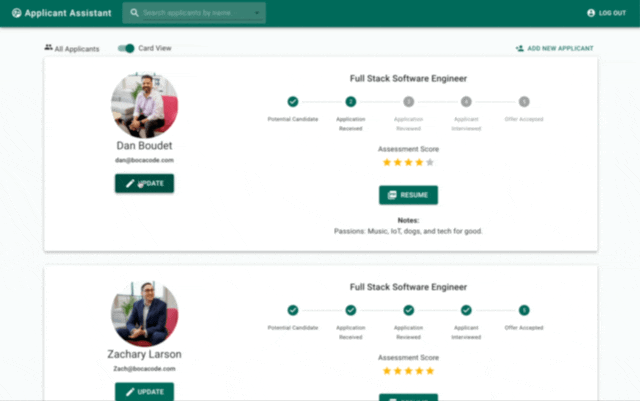 Applicant Assistant
Search applicants by name
LOG OUT
All Applicants
Card View
ADD NEW APPLICANT
Full Stack Software Engineer
2
3
4
5
Potential Candidate
Application Received
Application Reviewed
Applicant Interviewed
Offer Accepted
Dan Boudet
dan@bocacode.com
UPDATE
Assessment Score
RESUME
Notes:
Passions: Music, IoT, dogs, and tech for good.
Full Stack Software Engineer
5
Potential Candidate
Application Received
Application Reviewed
Applicant Interviewed
Offer Accepted
Zachary Larson
Zach@bocacode.com
UPDATE
Assessment Score
RESUME